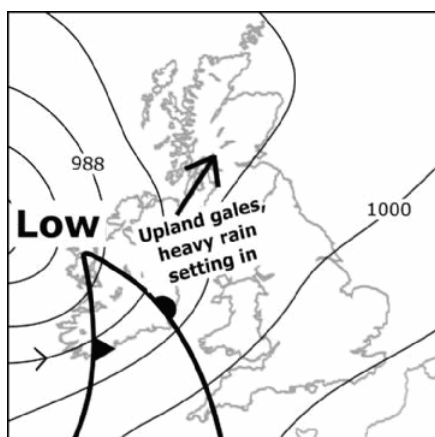 988
Low
1000
Upland gales,
heavy rain
setting in